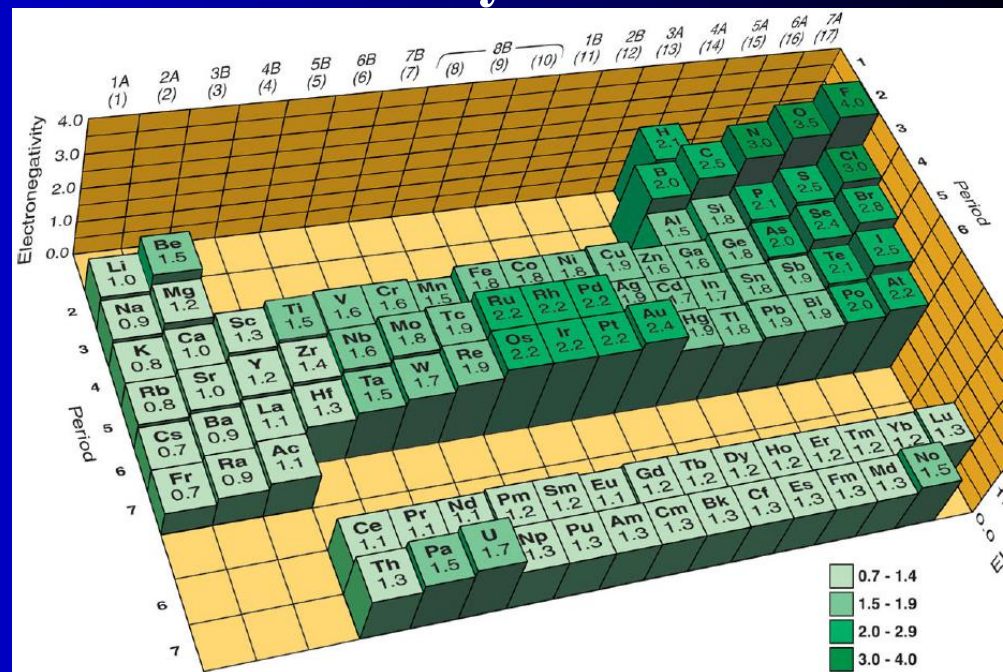 y
1A 2A 3B 4B 5B 6B 7B 8B 1B 2B 3A 4A 5A 6A 7A
(1) (2) (3) (4) (5) (6) (7) (8) (9) (10) (11) (12) (13) (14) (15) (16) (17)
Electronegativity
4.0
3.0
2.0
1.0
0.0
H 2.1
Li 1.0 Be 1.5 B 2.0 C 2.5 N 3.0 O 3.5 F 4.0
Na 0.9 Mg 1.2 Al 1.5 Si 1.8 P 2.1 S 2.5 Cl 3.0
K 0.8 Ca 1.0 Sc 1.3 Ti 1.5 V 1.6 Cr 1.6 Mn 1.5 Fe 1.8 Co 1.8 Ni 1.8 Cu 1.9 Zn 1.6 Ga 1.6 Ge 1.8 As 2.0 Se 2.4 Br 2.8
Rb 0.8 Sr 1.0 Y 1.2 Zr 1.4 Nb 1.6 Mo 1.8 Tc 1.9 Ru 2.2 Rh 2.2 Pd 2.2 Ag 1.9 Cd 1.7 In 1.7 Sn 1.8 Sb 1.9 Te 2.1 I 2.5
Cs 0.7 Ba 0.9 La 1.1 Hf 1.3 Ta 1.5 W 1.7 Re 1.9 Os 2.2 Ir 2.2 Pt 2.2 Au 2.4 Hg 1.9 Tl 1.8 Pb 1.9 Bi 1.9 Po 2.0 At 2.2
Fr 0.7 Ra 0.9 Ac 1.1
Ce 1.1 Pr 1.1 Nd 1.1 Pm 1.2 Sm 1.2 Eu 1.1 Gd 1.2 Tb 1.2 Dy 1.2 Ho 1.2 Er 1.2 Tm 1.2 Yb 1.2 Lu 1.3
Th 1.3 Pa 1.5 U 1.7 Np 1.3 Pu 1.3 Am 1.3 Cm 1.3 Bk 1.3 Cf 1.3 Es 1.3 Fm 1.3 Md 1.3 No 1.5
2
3
4
5
6
7
Period
6
7
1
2
3
4
5
6
Period
0.0
El
0.7 - 1.4
1.5 - 1.9
2.0 - 2.9
3.0 - 4.0